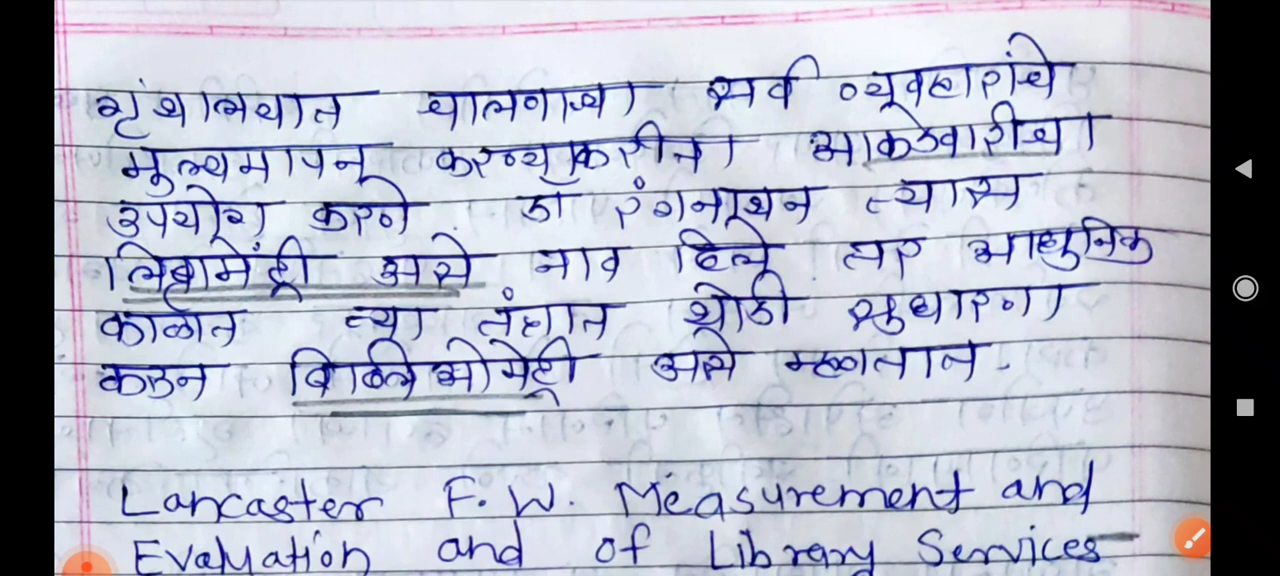 ग्रंथालयात चालणाऱ्या सर्व व्यवहारांचे
मुल्यमापन करण्याकरीता आकडेवारीचा
उपयोग करणे डॉ रंगनाथन त्यास
लिब्रामेट्री असे नाव दिले तर आधुनिक
काळात त्या तंत्रात थोडी सुधारणा
करुन बिब्लिओमेट्री असे म्हणतात.
Lancaster F. W. Measurement and
Evaluation and of Library Services